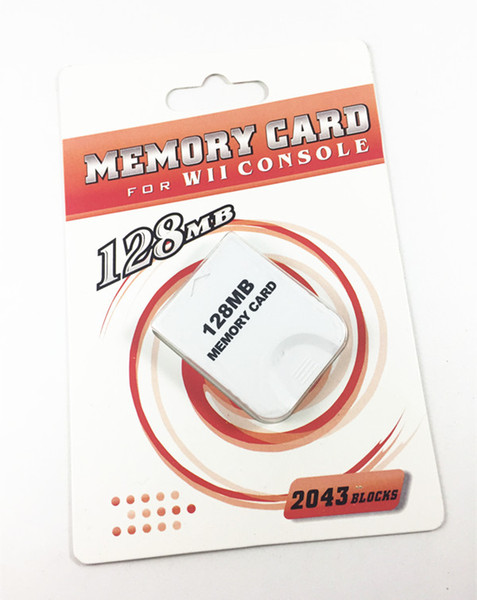 MEMORY CARD
FOR WII CONSOLE
128MB
128MB
MEMORY CARD
2043 BLOCKS